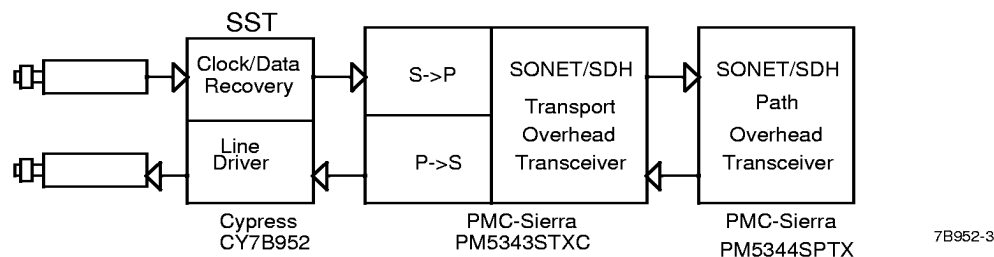 SST
Clock/Data
Recovery
Line
Driver
Cypress
CY7B952
S->P
P->S
SONET/SDH
Transport
Overhead
Transceiver
PMC-Sierra
PM5343STXC
SONET/SDH
Path
Overhead
Transceiver
PMC-Sierra
PM5344SPTX
7B952-3